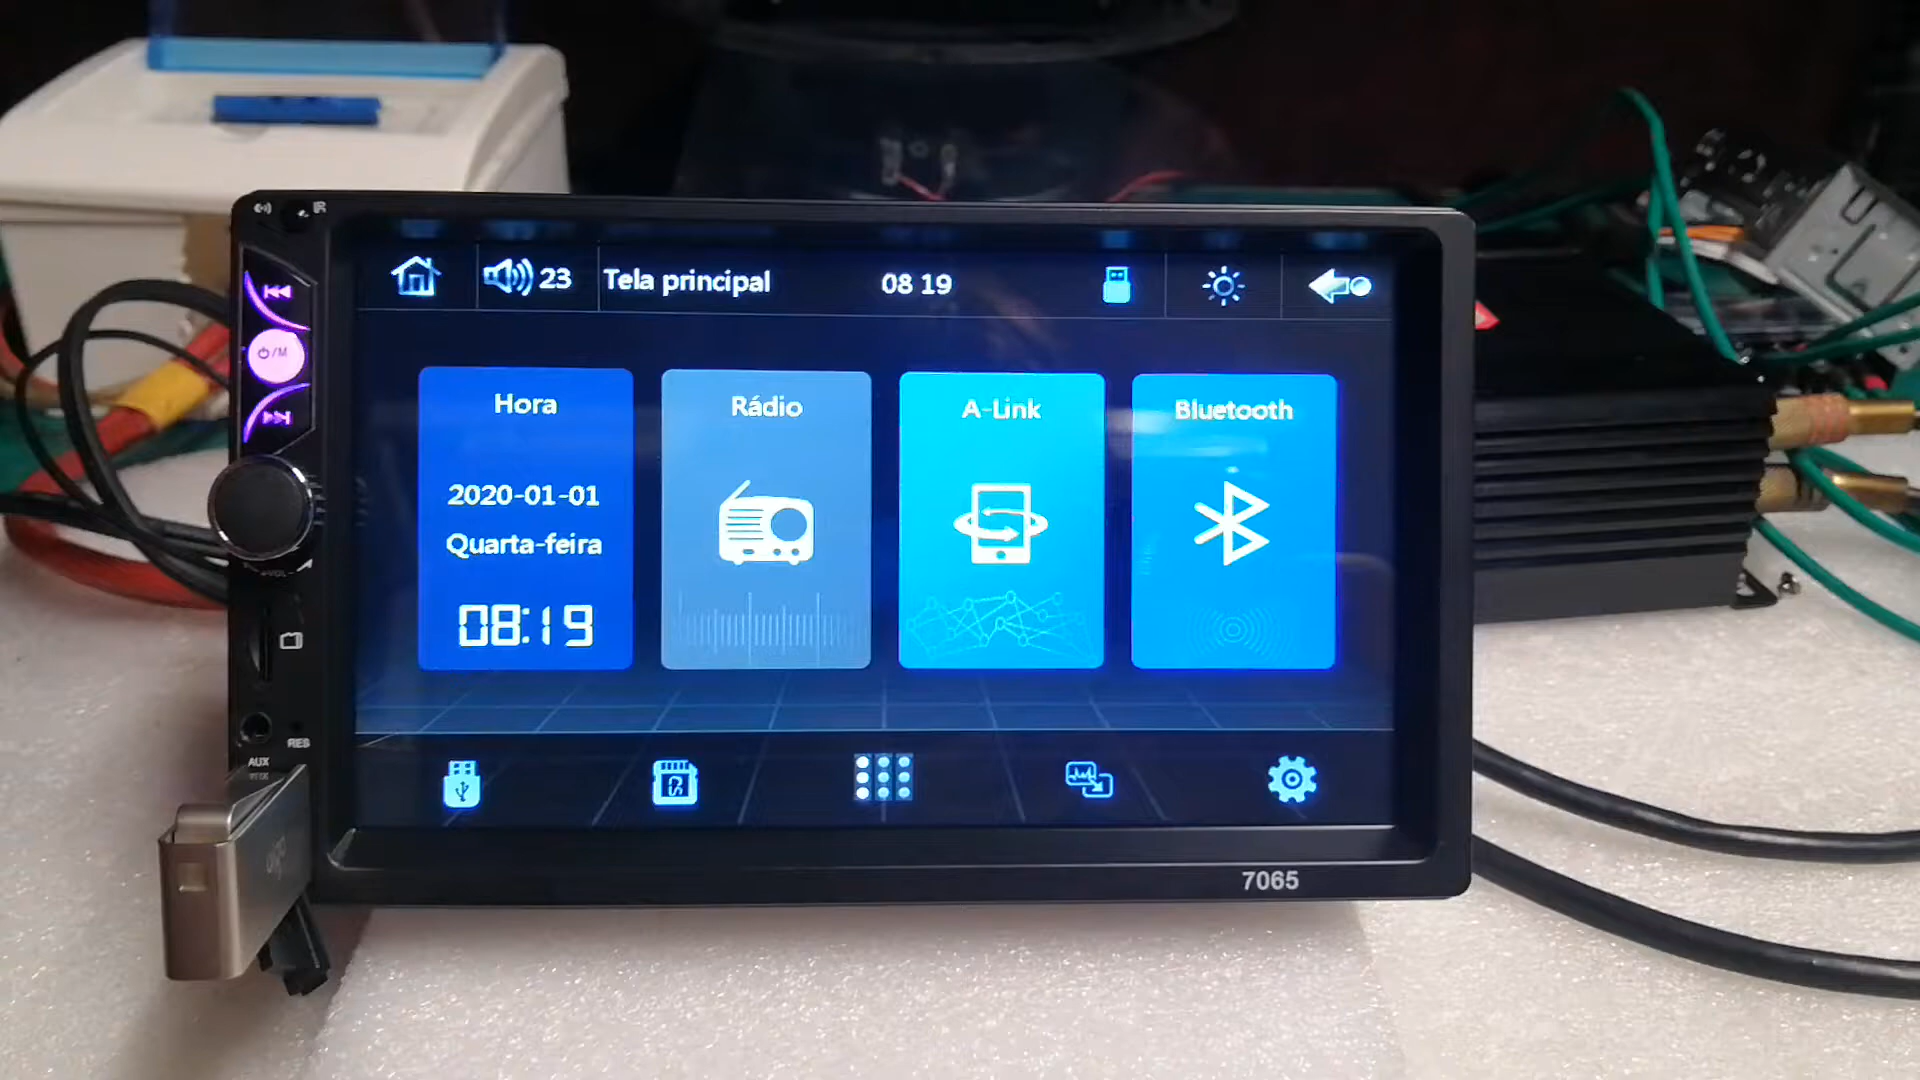 IR
23
Tela principal
08 19
/M
Hora
2020-01-01
Quarta-feira
08:19
Rádio
A-Link
Bluetooth
RES
AUX
7065